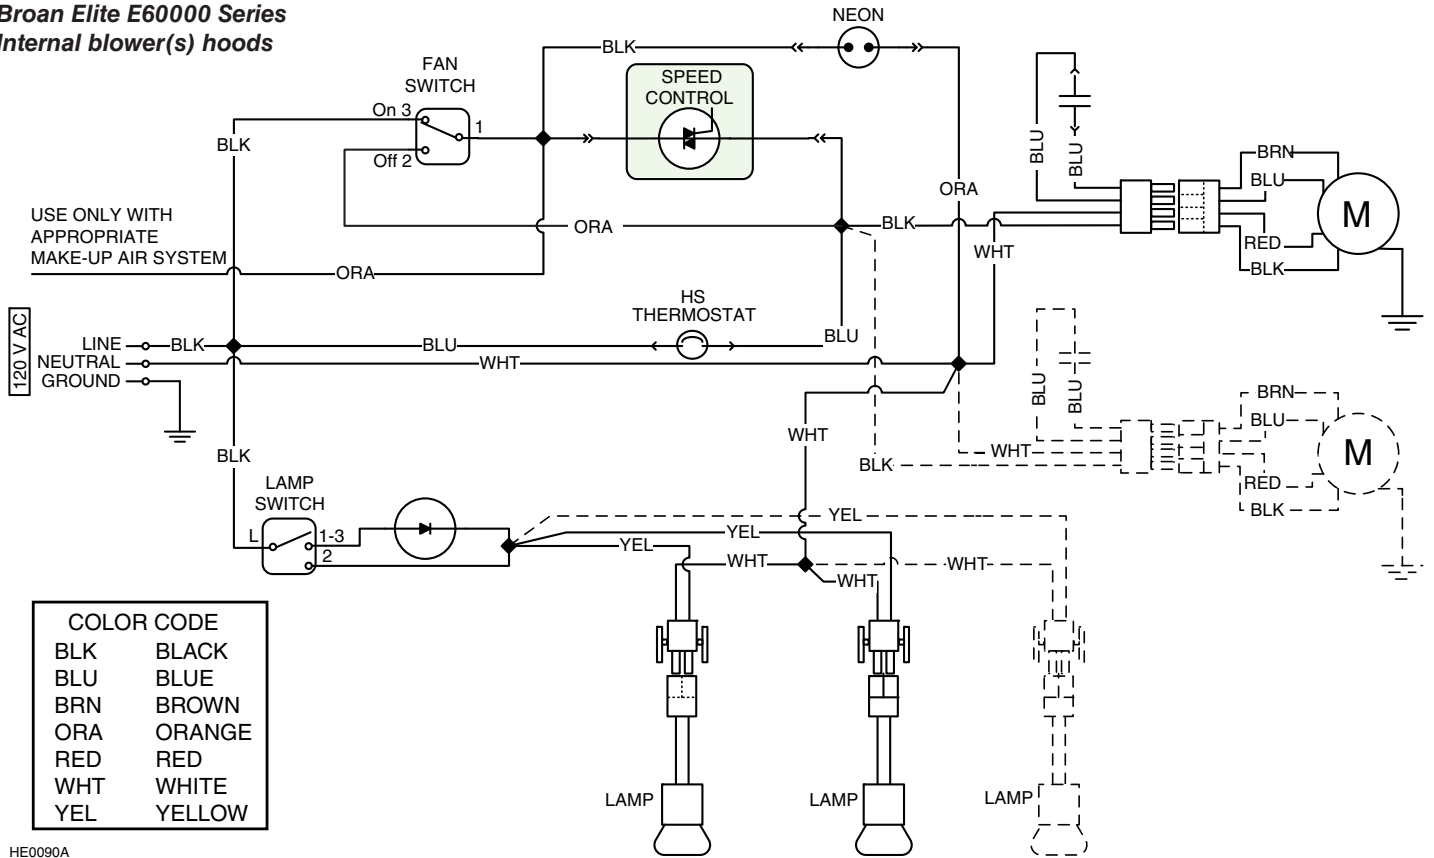 Broan Elite E60000 Series
Internal blower(s) hoods
NEON
BLK
FAN
SWITCH
SPEED
CONTROL
On 3
1
Off 2
BLK
BLU
BLU
BRN
BLU
M
RED
BLK
ORA
ORA
BLK
WHT
USE ONLY WITH
APPROPRIATE
MAKE-UP AIR SYSTEM
ORA
HS
THERMOSTAT
BLU
120 V AC
LINE
BLK
BLU
NEUTRAL
WHT
GROUND
BLU
BLU
BRN
BLU
M
RED
BLK
WHT
WHT
BLK
BLK
LAMP
SWITCH
L
1-3
2
YEL
YEL
YEL
WHT
WHT
WHT
COLOR CODE
BLK BLACK
BLU BLUE
BRN BROWN
ORA ORANGE
RED RED
WHT WHITE
YEL YELLOW
LAMP
LAMP
LAMP
HE0090A